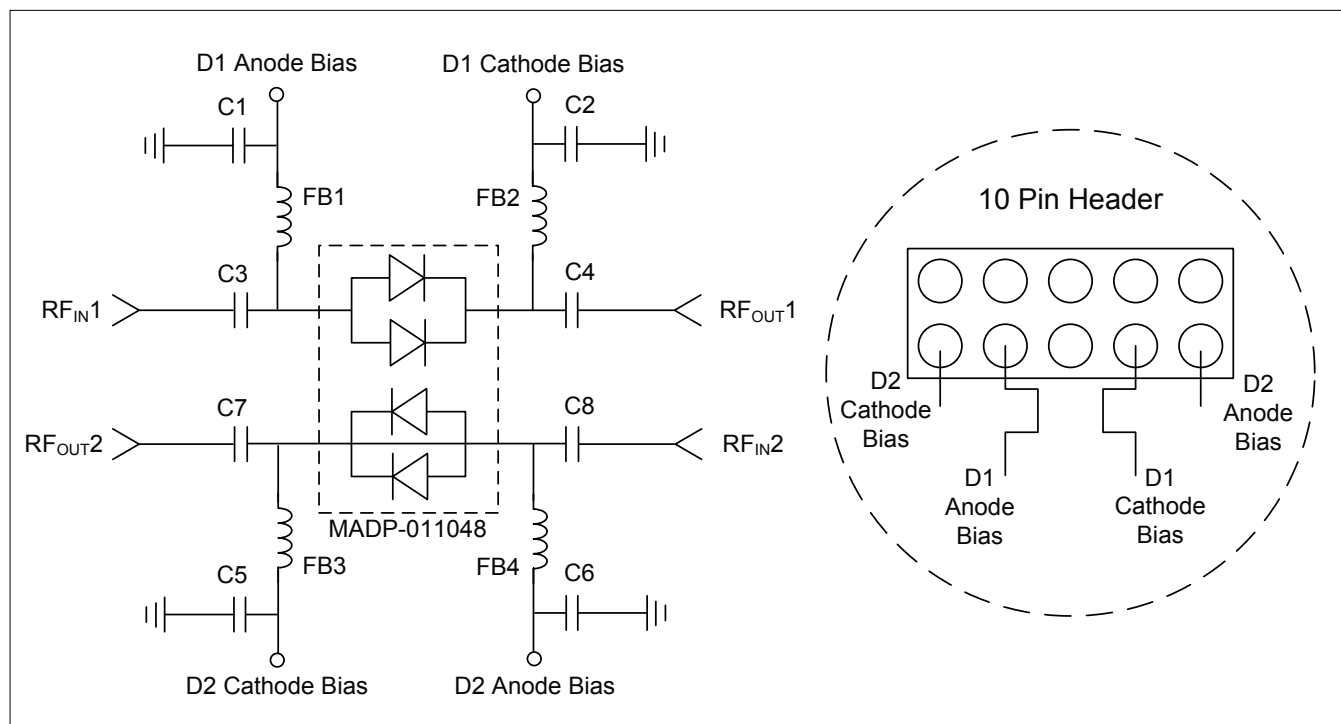 D1 Anode Bias
D1 Cathode Bias
C1
C2
FB1
FB2
10 Pin Header
C3
C4
RFIN1
RFOUT1
C7
C8
RFOUT2
RFIN2
D2
Cathode
Bias
D2
Anode
Bias
D1
Anode
Bias
D1
Cathode
Bias
MADP-011048
FB3
FB4
C5
C6
D2 Cathode Bias
D2 Anode Bias